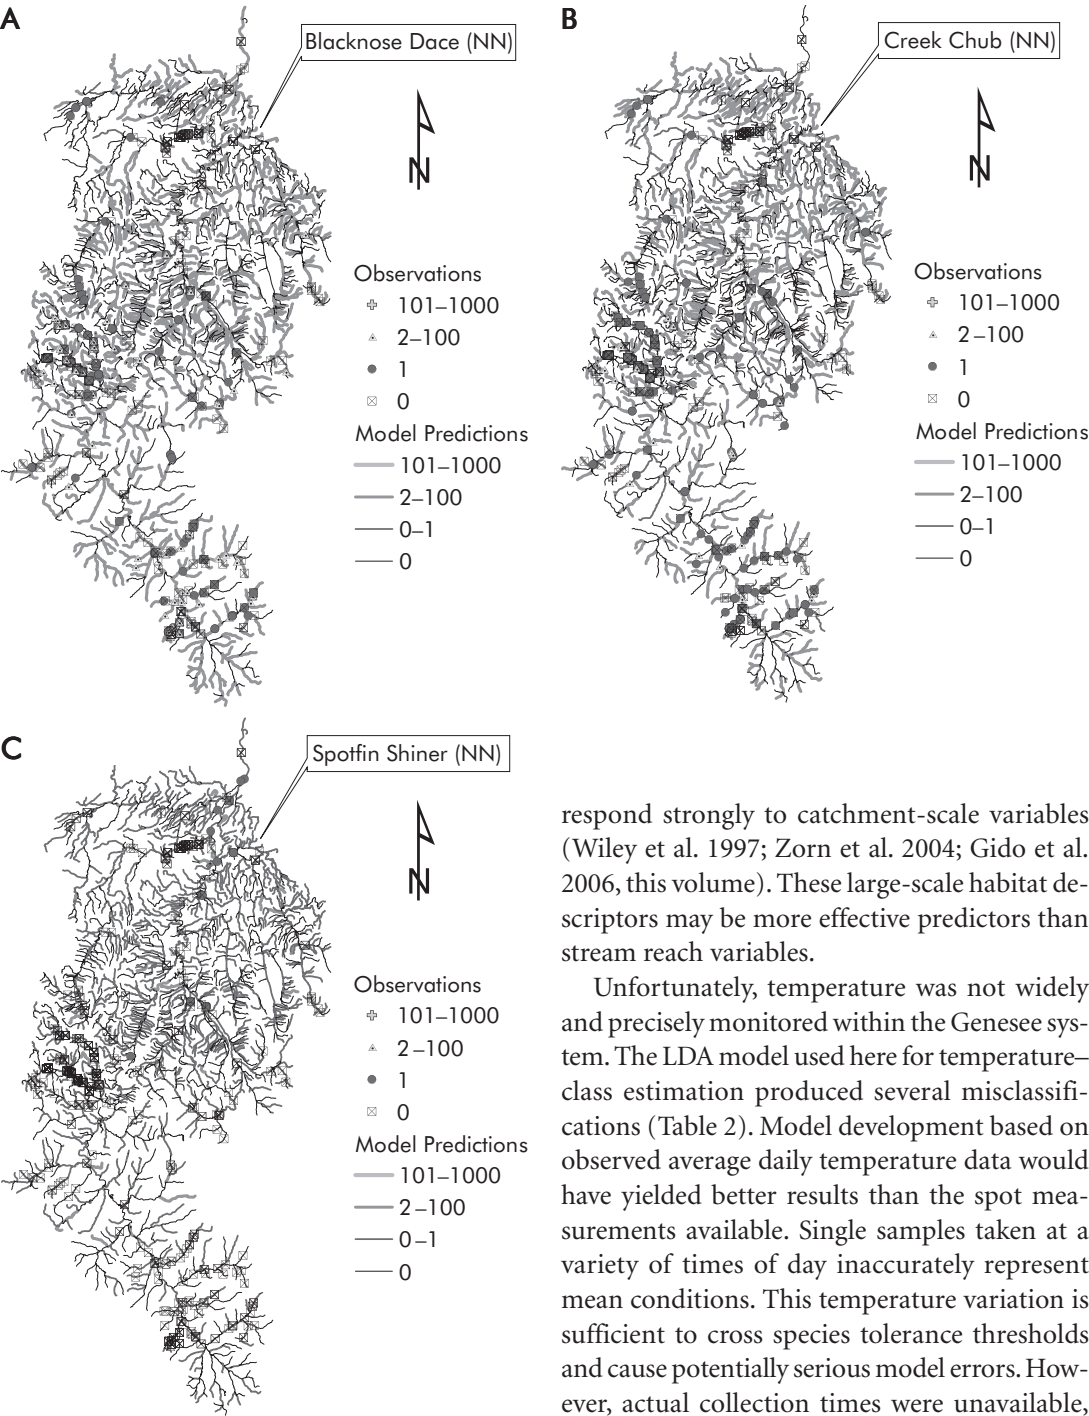 A
Blacknose Dace (NN)
N
Observations
101–1000
2–100
1
0
Model Predictions
101–1000
2–100
0–1
0
B
Creek Chub (NN)
N
Observations
101–1000
2–100
1
0
Model Predictions
101–1000
2–100
0–1
0
C
Spotfin Shiner (NN)
N
Observations
101–1000
2–100
1
0
Model Predictions
101–1000
2–100
0–1
0
respond strongly to catchment-scale variables
(Wiley et al. 1997; Zorn et al. 2004; Gido et al.
2006, this volume). These large-scale habitat de-
scriptors may be more effective predictors than
stream reach variables.
Unfortunately, temperature was not widely
and precisely monitored within the Genesee sys-
tem. The LDA model used here for temperature–
class estimation produced several misclassifi-
cations (Table 2). Model development based on
observed average daily temperature data would
have yielded better results than the spot mea-
surements available. Single samples taken at a
variety of times of day inaccurately represent
mean conditions. This temperature variation is
sufficient to cross species tolerance thresholds
and cause potentially serious model errors. How-
ever, actual collection times were unavailable,